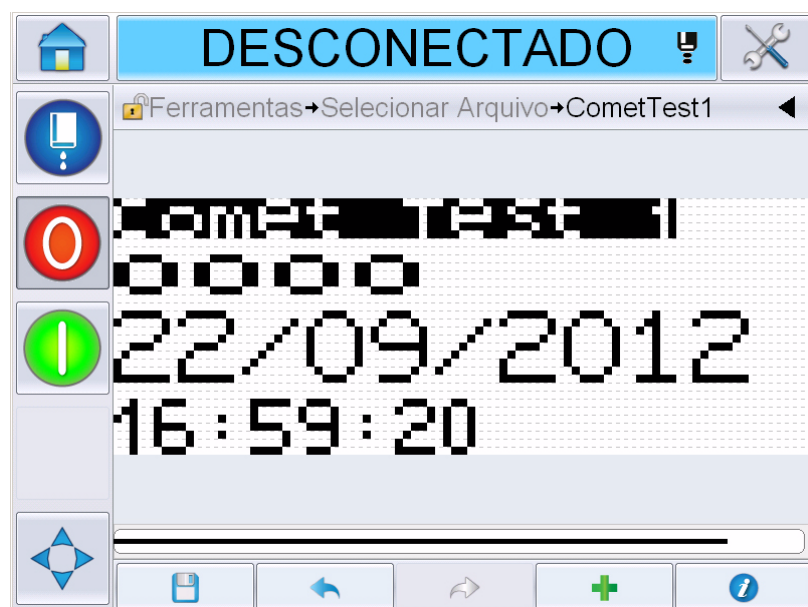 DESCONECTADO
Ferramentas→Selecionar Arquivo→CometTest1
Comet Test 1
0000
22/09/2012
16:59:20